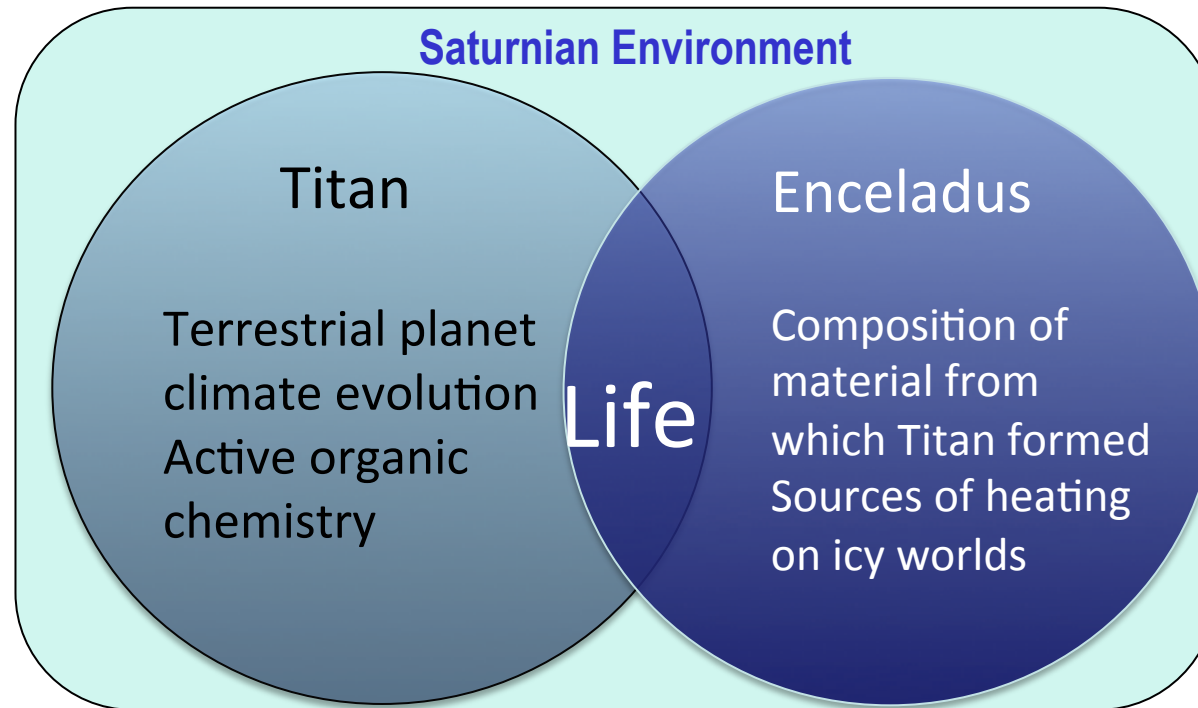 Saturnian Environment
Titan
Terrestrial planet
climate evolution
Active organic
chemistry
Life
Enceladus
Composition of
material from
which Titan formed
Sources of heating
on icy worlds